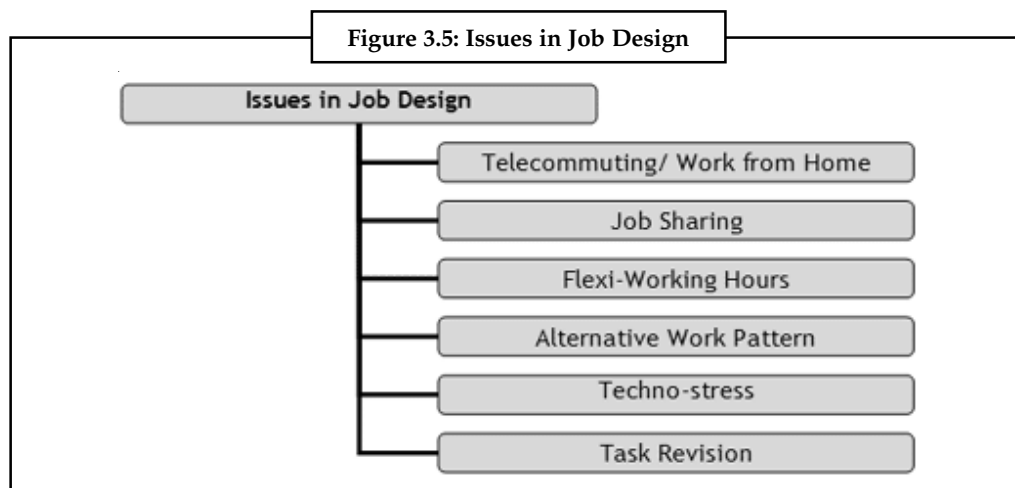 Figure 3.5: Issues in Job Design
Issues in Job Design
Telecommuting/ Work from Home
Job Sharing
Flexi-Working Hours
Alternative Work Pattern
Techno-stress
Task Revision